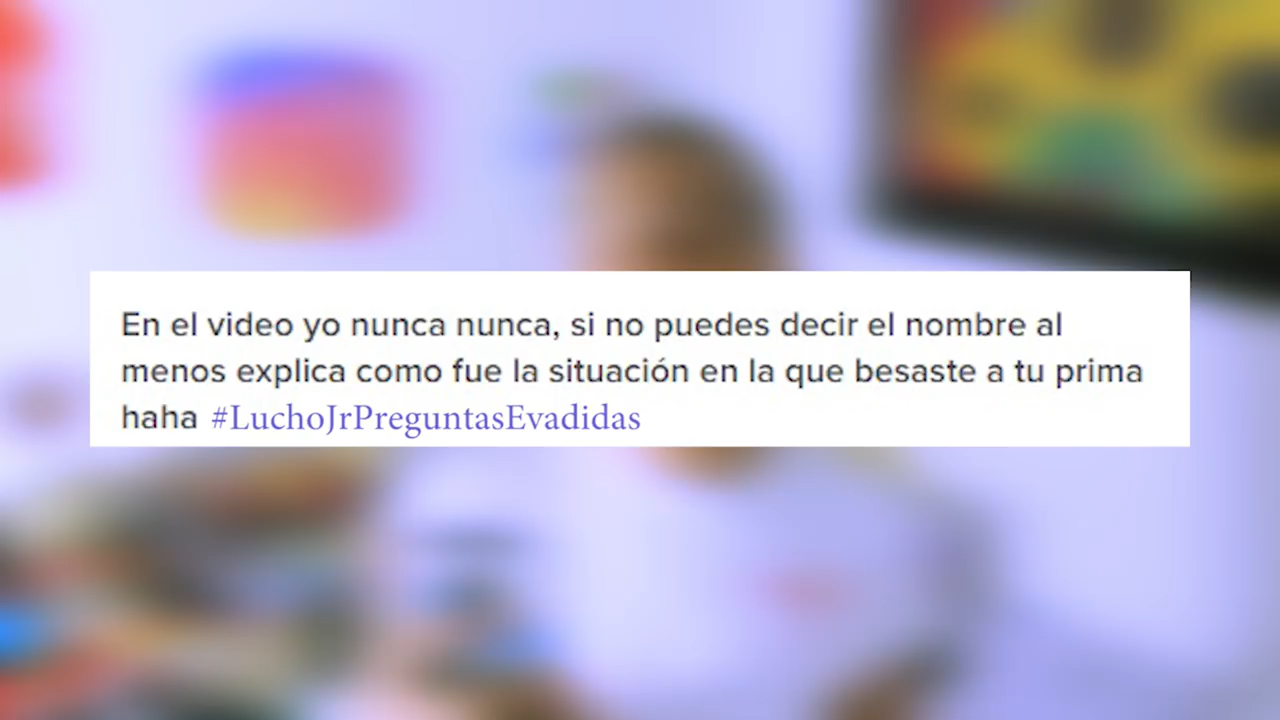 En el video yo nunca nunca, si no puedes decir el nombre al
menos explica como fue la situación en la que besaste a tu prima
haha #LuchoJrPreguntasEvadidas